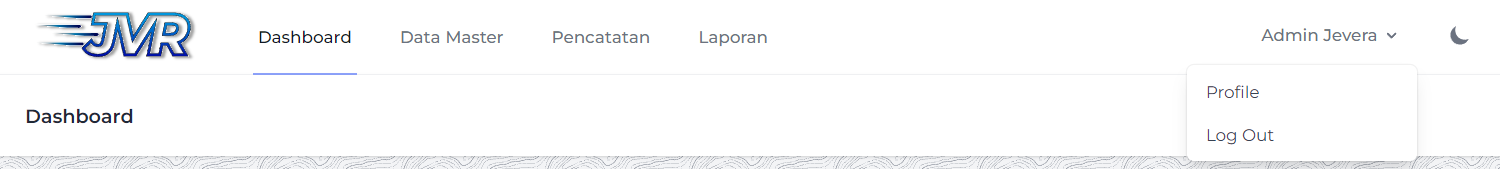 JVR
Dashboard
Data Master
Pencatatan
Laporan
Admin Jevera
Profile
Log Out
Dashboard